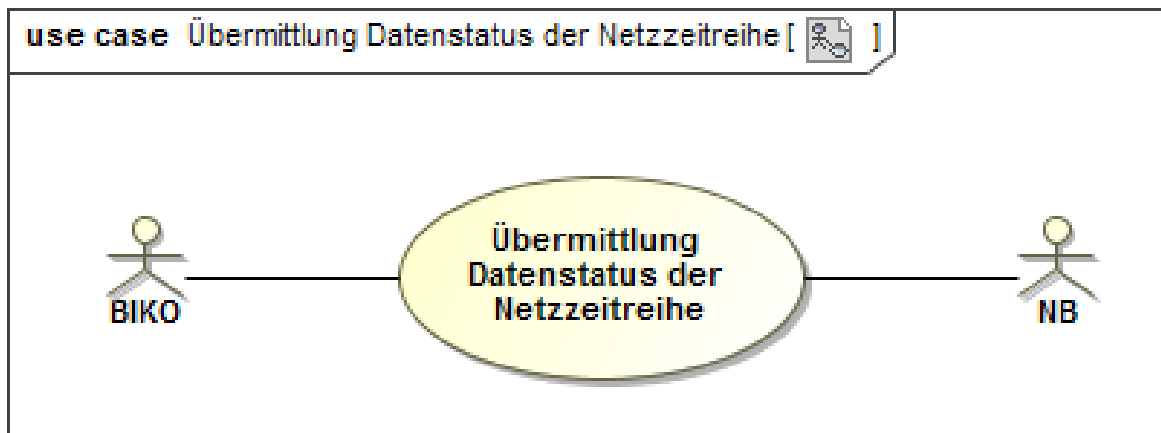 use case Übermittlung Datenstatus der Netzzeitreihe [ ]
Übermittlung
Datenstatus der
Netzzeitreihe
BIKO
NB